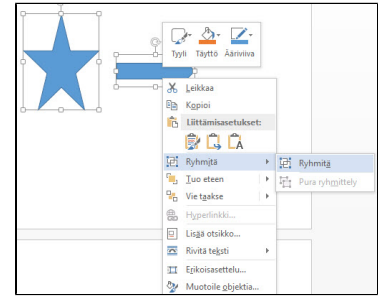 Tyyli Täyttö Ääriviiva
Leikkaa
Kopioi
Liittämisasetukset:
Ryhmitä
Ryhmitä
Tuo eteen
Pura ryhmittely
Vie taakse
Hyperlinkki...
Lisää otsikko...
Rivitä teksti
Erikoisasettelu...
Muotoile objektia...